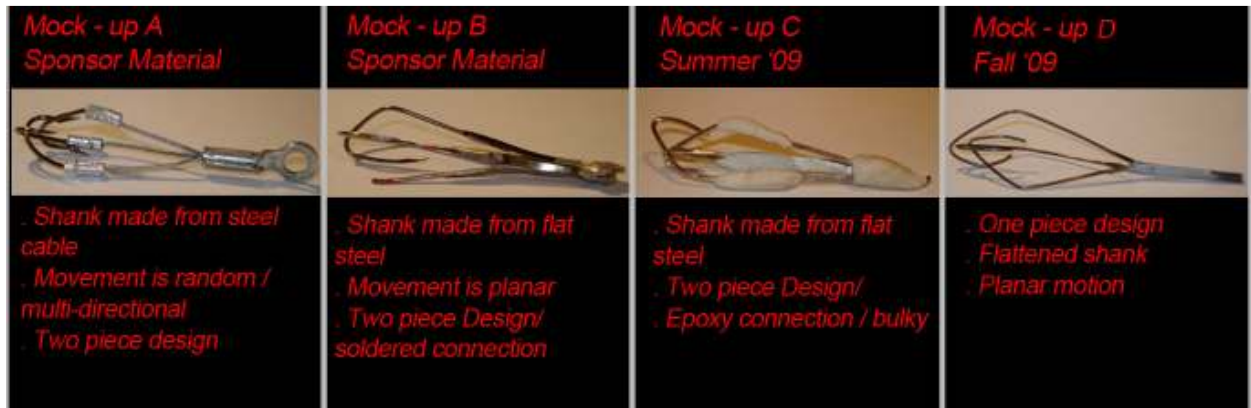 Mock - up A
Sponsor Material
. Shank made from steel
cable
. Movement is random /
multi-directional
. Two piece design
Mock - up B
Sponsor Material
. Shank made from flat
steel
. Movement is planar
. Two piece Design/
soldered connection
Mock - up C
Summer '09
. Shank made from flat
steel
. Two piece Design/
. Epoxy connection / bulky
Mock - up D
Fall '09
. One piece design
. Flattened shank
. Planar motion